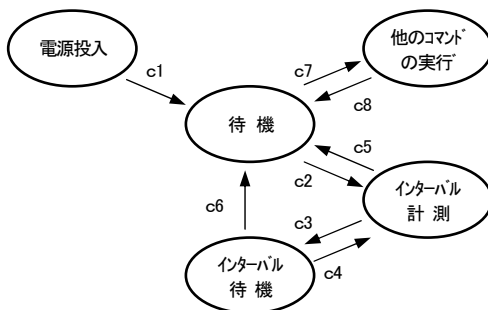 電源投入
他のコマンド
の実行
c1
c7
c8
待 機
c5
c2
インターバル
計 測
c6
c3
c4
インターバル
待 機